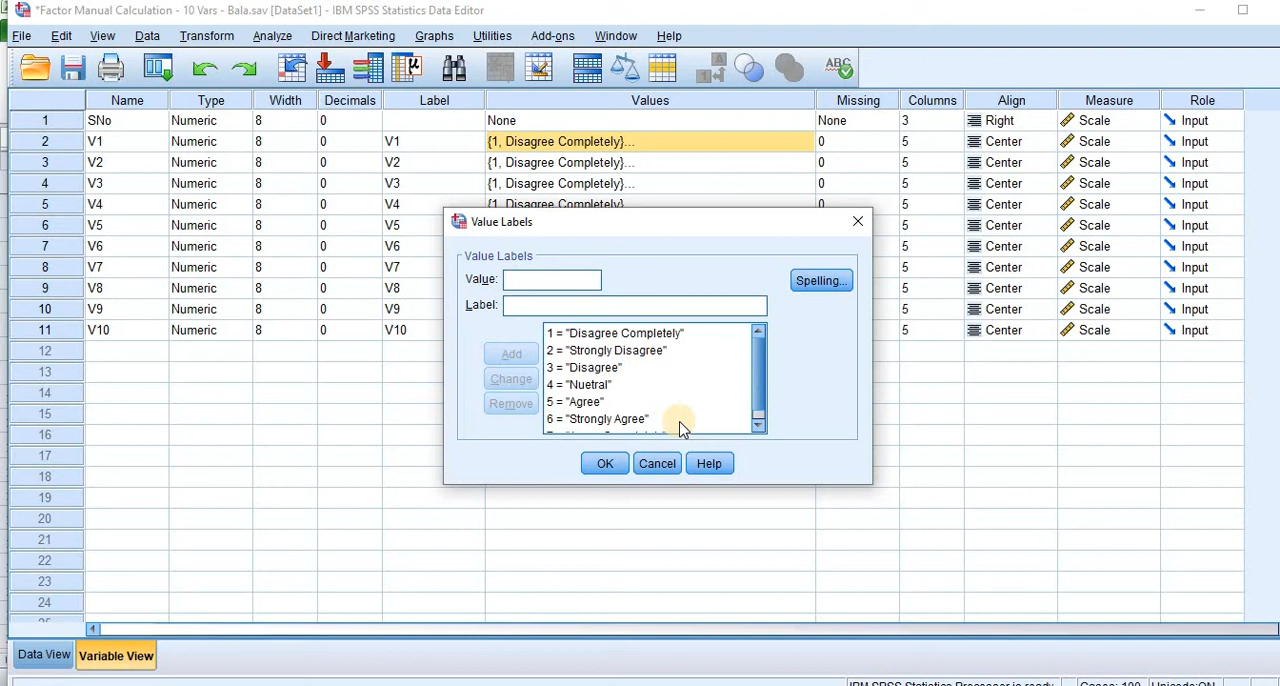 *Factor Manual Calculation - 10 Vars - Bala.sav [DataSet1] - IBM SPSS Statistics Data Editor
File Edit View Data Transform Analyze Direct Marketing Graphs Utilities Add-ons Window Help
Name Type Width Decimals Label Values Missing Columns Align Measure Role
1 SNo Numeric 8 0 None None 3 Right Scale Input
2 V1 Numeric 8 0 V1 {1, Disagree Completely}... 0 5 Center Scale Input
3 V2 Numeric 8 0 V2 {1, Disagree Completely}... 0 5 Center Scale Input
4 V3 Numeric 8 0 V3 {1, Disagree Completely}... 0 5 Center Scale Input
5 V4 Numeric 8 0 V4 {1, Disagree Completely}... 0 5 Center Scale Input
6 V5 Numeric 8 0 V5 5 Center Scale Input
7 V6 Numeric 8 0 V6 5 Center Scale Input
8 V7 Numeric 8 0 V7 5 Center Scale Input
9 V8 Numeric 8 0 V8 5 Center Scale Input
10 V9 Numeric 8 0 V9 5 Center Scale Input
11 V10 Numeric 8 0 V10 5 Center Scale Input
12
13
14
15
16
17
18
19
20
21
22
23
24
Value Labels
Value Labels
Value: Spelling...
Label:
1 = "Disagree Completely"
2 = "Strongly Disagree"
3 = "Disagree"
4 = "Nuetral"
5 = "Agree"
6 = "Strongly Agree"
Add
Change
Remove
OK Cancel Help
Data View Variable View
IBM SPSS Statistics Processor is ready Cases: 100 Unicode:ON